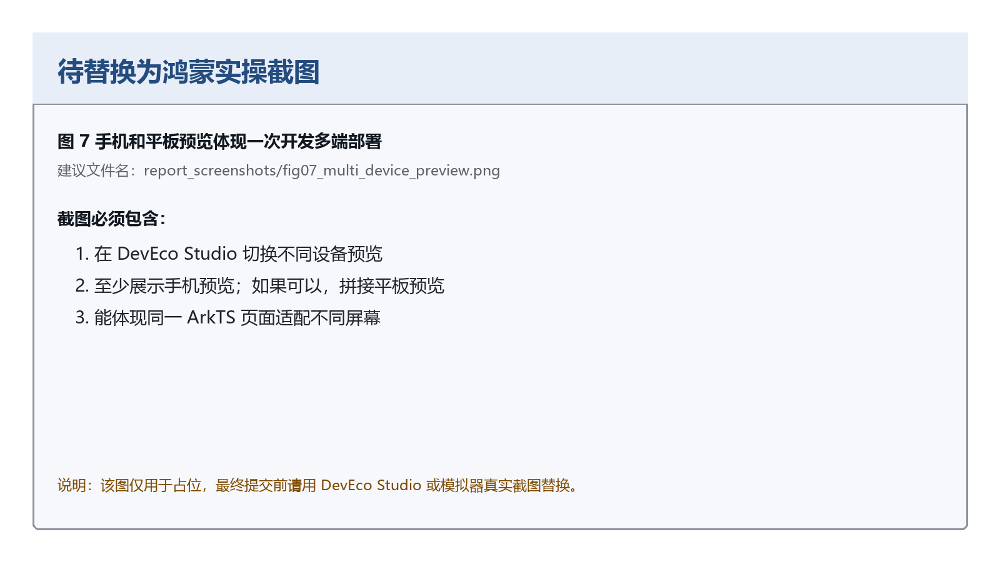 待替换为鸿蒙实操截图
图 7 手机和平板预览体现一次开发多端部署
建议文件名：report_screenshots/fig07_multi_device_preview.png
截图必须包含：
1. 在 DevEco Studio 切换不同设备预览
2. 至少展示手机预览；如果可以，拼接平板预览
3. 能体现同一 ArkTS 页面适配不同屏幕
说明：该图仅用于占位，最终提交前请用 DevEco Studio 或模拟器真实截图替换。